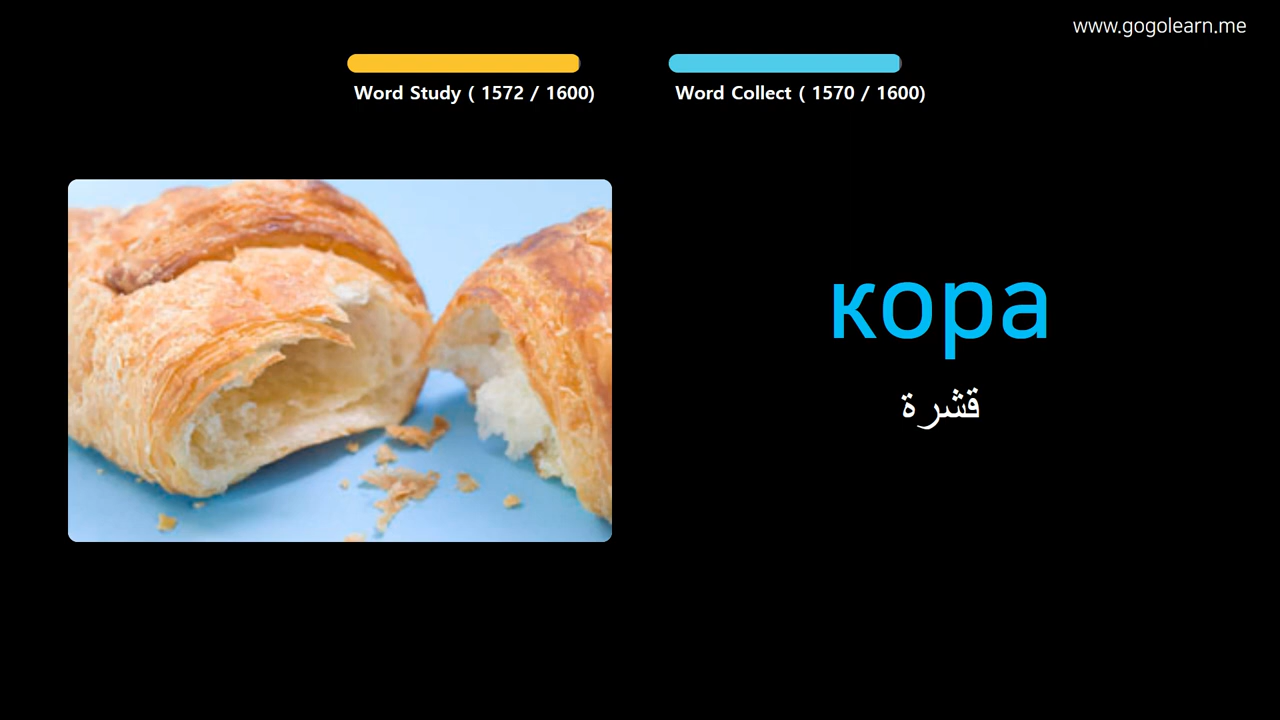 www.gogolearn.me
Word Study ( 1572 / 1600)
Word Collect ( 1570 / 1600)
кора
قشرة